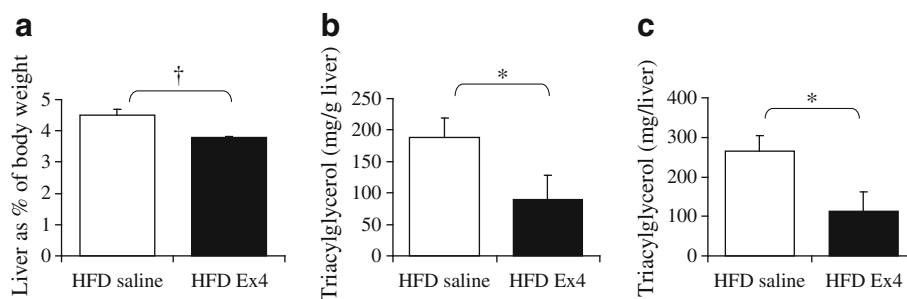 a
Liver as % of body weight
5
4
3
2
1
0
†
HFD saline
HFD Ex4
b
Triacylglycerol (mg/g liver)
250
200
150
100
50
0
*
HFD saline
HFD Ex4
c
Triacylglycerol (mg/liver)
400
300
200
100
0
*
HFD saline
HFD Ex4